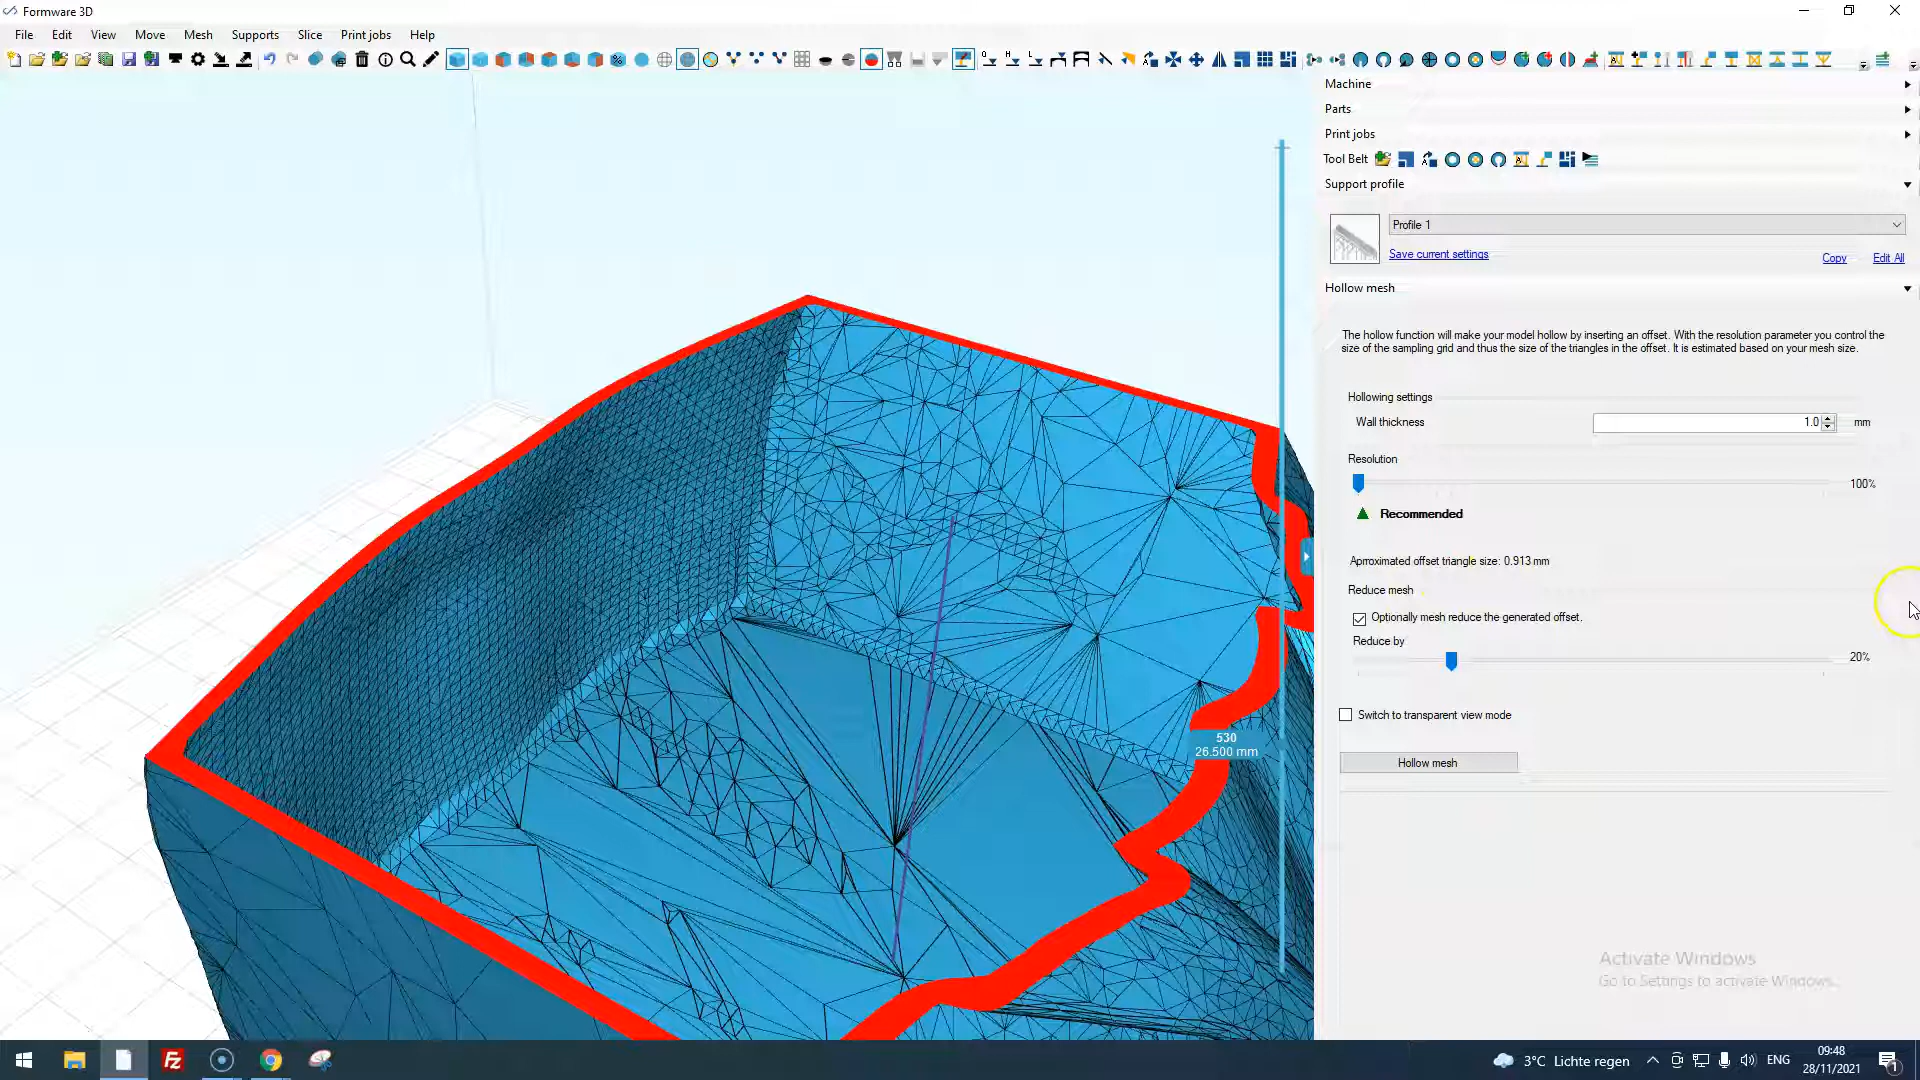 Formware 3D
File Edit View Move Mesh Supports Slice Print jobs Help
Machine
Parts
Print jobs
Tool Belt
Support profile
Profile 1
Save current settings
Copy
Edit All
Hollow mesh
The hollow function will make your model hollow by inserting an offset. With the resolution parameter you control the
size of the sampling grid and thus the size of the triangles in the offset. It is estimated based on your mesh size.
Hollowing settings
Wall thickness 1.0 mm
Resolution
100%
Recommended
Aproximated offset triangle size: 0.913 mm
Reduce mesh
Optionally mesh reduce the generated offset.
Reduce by
20%
Switch to transparent view mode
530
26.500 mm
Hollow mesh
Activate Windows
Go to Settings to activate Windows.
3°C Lichte regen
ENG
09:48
28/11/2021
1